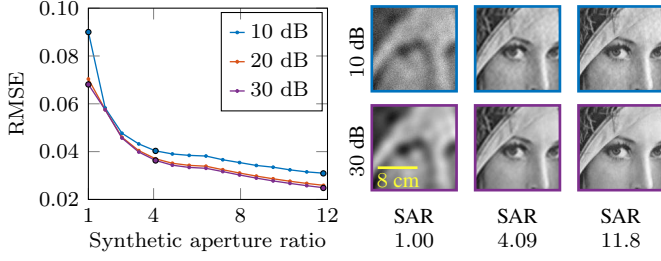 0.10
0.08
0.06
0.04
0.02
RMSE
1
4
8
12
Synthetic aperture ratio
10 dB
20 dB
30 dB
10 dB
30 dB
8 cm
SAR SAR SAR
1.00 4.09 11.8